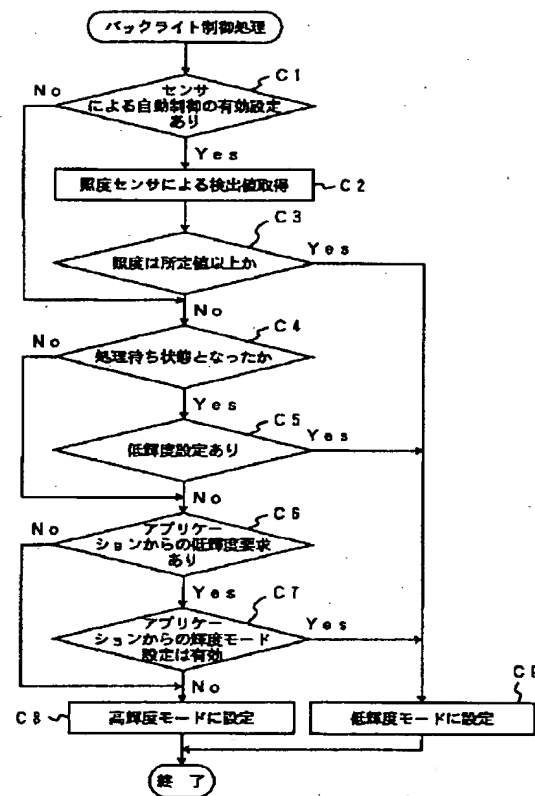 バックライト制御処理
C1
No
センサ
による自動制御の有効設定
あり
Yes
照度センサによる検出値取得
C2
C3
照度は所定値以上か
Yes
No
C4
No
処理待ち状態となったか
Yes
C5
低輝度設定あり
Yes
No
C6
No
アプリケー
ションからの低輝度要求
あり
Yes
C7
アプリケー
ションからの輝度モード
設定は有効
Yes
No
C8
高輝度モードに設定
低輝度モードに設定
終了